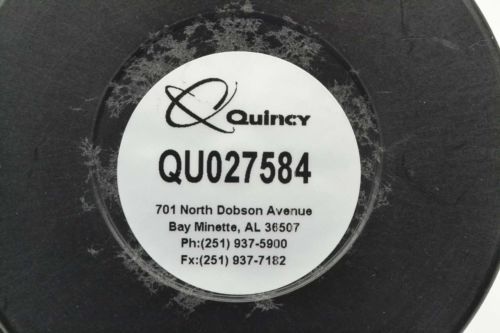 Quincy
QU027584
701 North Dobson Avenue
Bay Minette, AL 36507
Ph:(251) 937-5900
Fx:(251) 937-7182